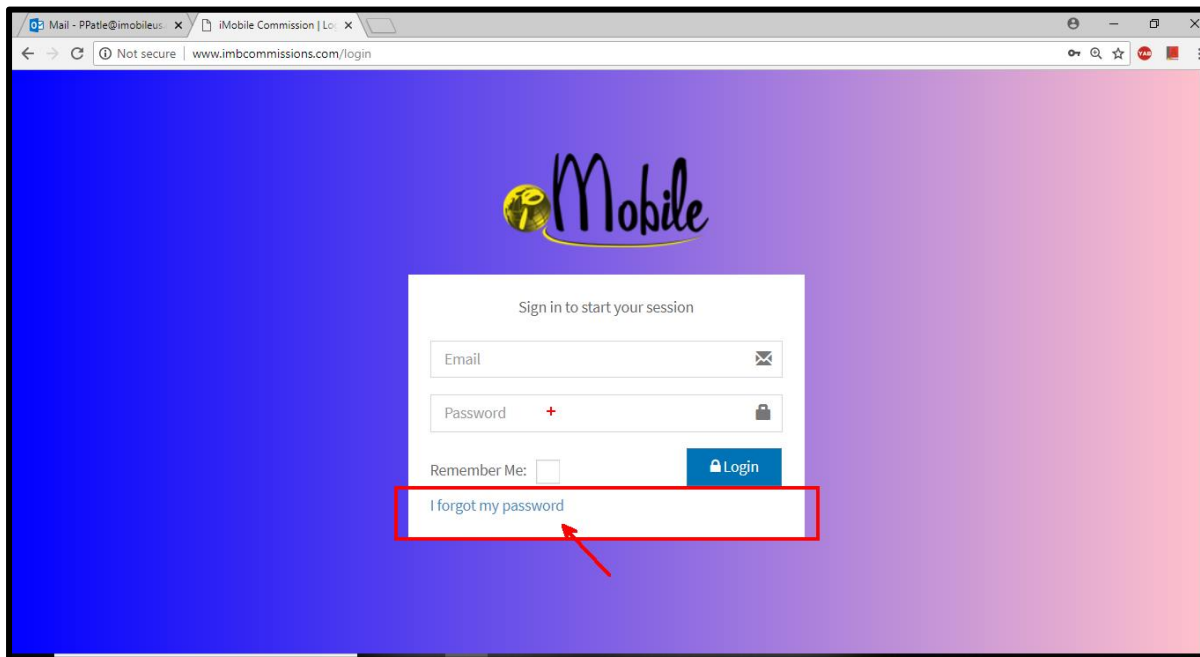 Mail - PPatle@imobileus
iMobile Commission | Lo
Not secure | www.imbcommissions.com/login
iMobile
Sign in to start your session
Email
Password
Remember Me:
Login
I forgot my password